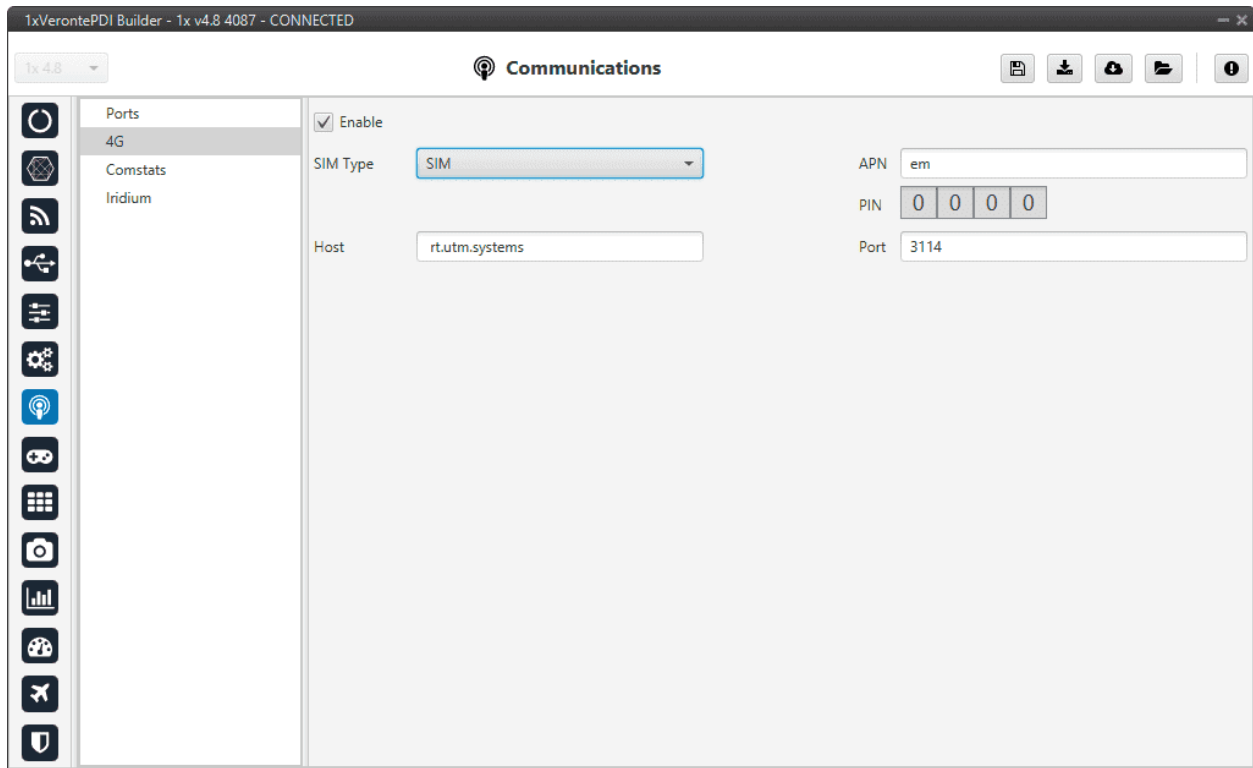 1xVerontePDI Builder - 1x v4.8 4087 - CONNECTED
1x 4.8
Communications
Ports
4G
Comstats
Iridium
Enable
SIM Type SIM APN em
PIN 0 0 0 0
Host rt.utm.systems Port 3114